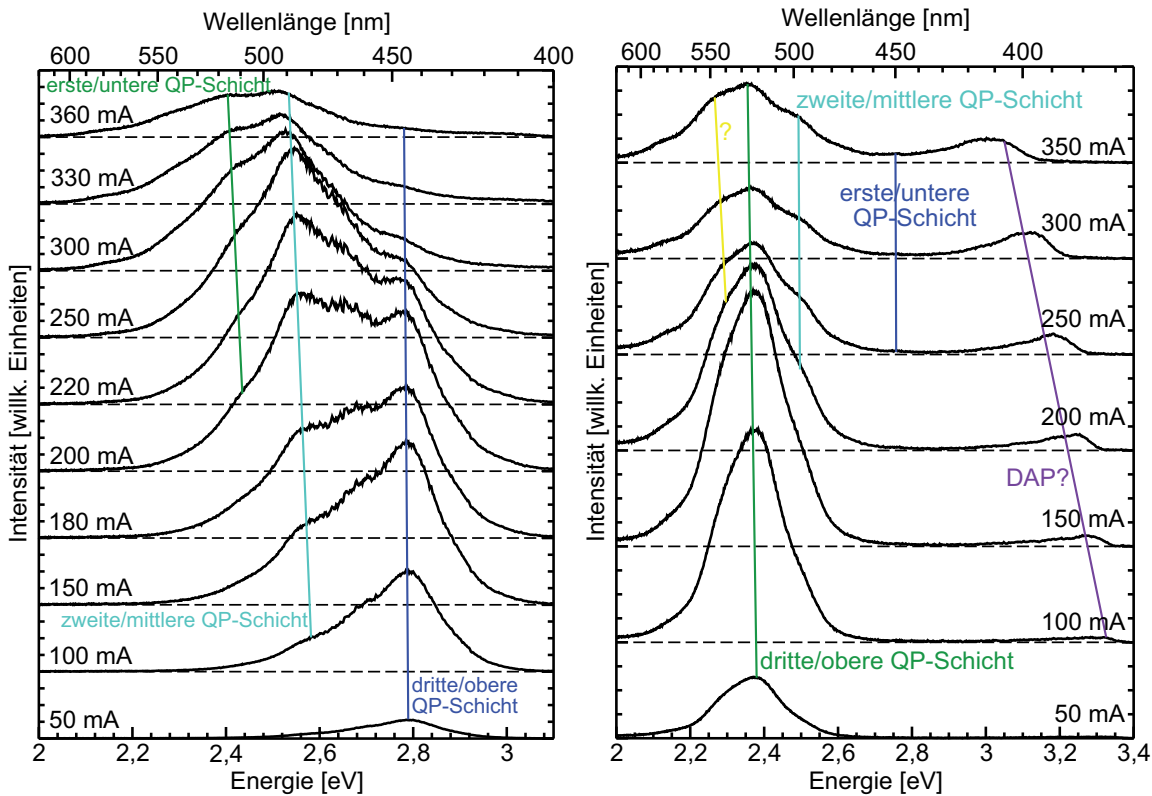 Wellenlänge [nm]
600 550 500 450 400
erste/untere QP-Schicht
360 mA
330 mA
300 mA
250 mA
220 mA
200 mA
180 mA
150 mA
zweite/mittlere QP-Schicht
100 mA
dritte/obere
QP-Schicht
50 mA
2 2,2 2,4 2,6 2,8 3
Energie [eV]
Intensität [willk. Einheiten]
Wellenlänge [nm]
600 550 500 450 400
zweite/mittlere QP-Schicht
?
350 mA
erste/untere
QP-Schicht
300 mA
250 mA
200 mA
DAP?
150 mA
100 mA
dritte/obere QP-Schicht
50 mA
2 2,2 2,4 2,6 2,8 3 3,2 3,4
Energie [eV]
Intensität [willk. Einheiten]